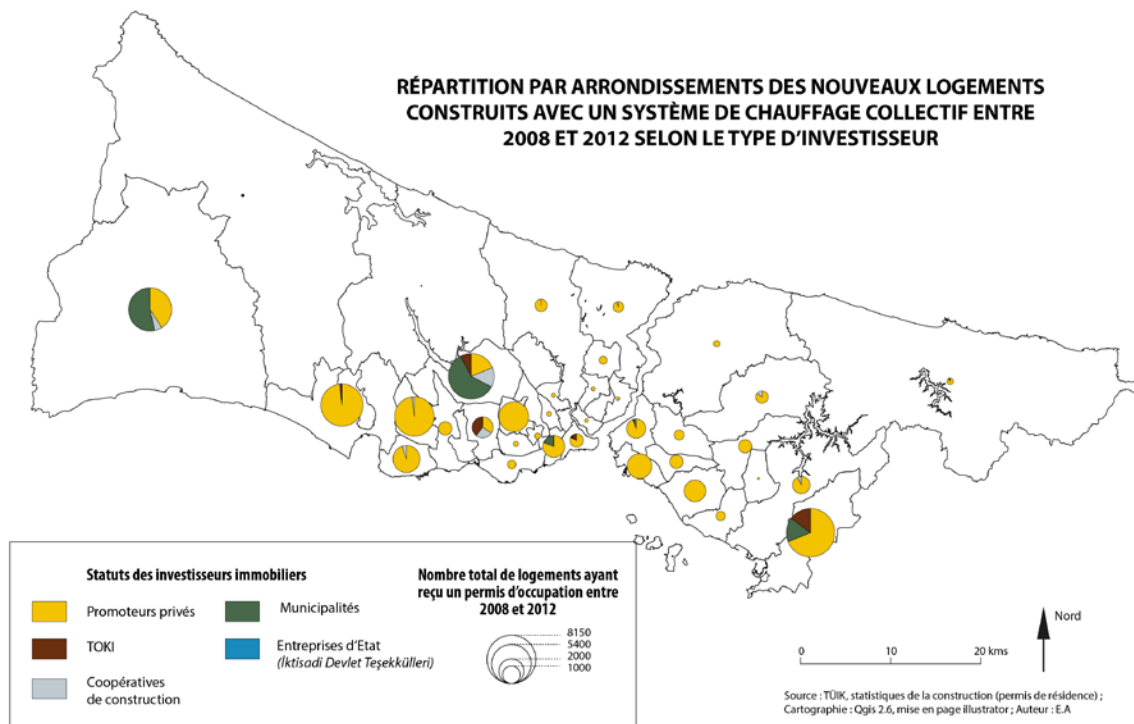 RÉPARTITION PAR ARRONDISSEMENTS DES NOUVEAUX LOGEMENTS
CONSTRUITS AVEC UN SYSTÈME DE CHAUFFAGE COLLECTIF ENTRE
2008 ET 2012 SELON LE TYPE D'INVESTISSEUR
Statuts des investisseurs immobiliers
Promoteurs privés
TOKI
Coopératives
de construction
Municipalités
Entreprises d'Etat
(İktisadi Devlet Teşekkülleri)
Nombre total de logements ayant
reçu un permis d'occupation entre
2008 et 2012
8150
5400
2000
1000
Nord
0 10 20 kms
Source : TÜIK, statistiques de la construction (permis de résidence) ;
Cartographie : Qgis 2.6, mise en page illustrator ; Auteur : E.A